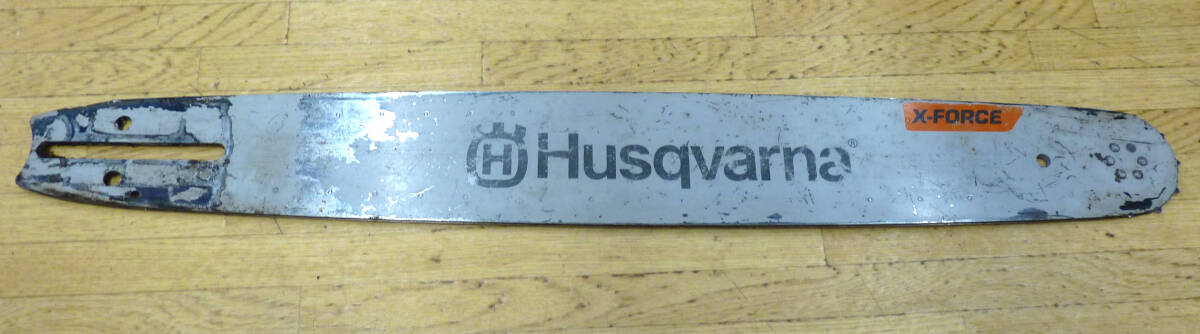 H Husqvarna®
X-FORCE